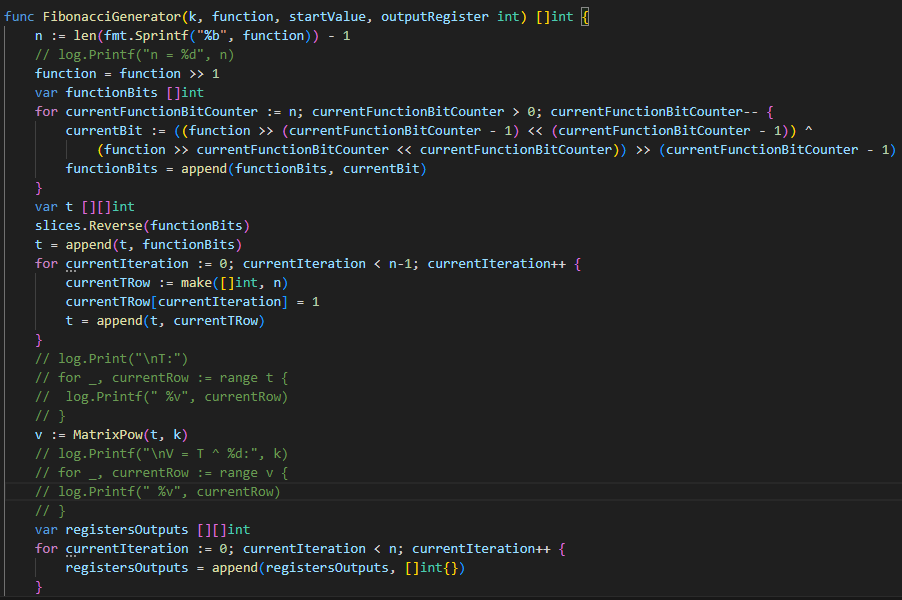 func FibonacciGenerator(k, function, startValue, outputRegister int) []int {
n := len(fmt.Sprintf("%b", function)) - 1
// log.Printf("n = %d", n)
function = function >> 1
var functionBits []int
for currentFunctionBitCounter := n; currentFunctionBitCounter > 0; currentFunctionBitCounter-- {
currentBit := ((function >> (currentFunctionBitCounter - 1) << (currentFunctionBitCounter - 1)) ^
(function >> currentFunctionBitCounter << currentFunctionBitCounter)) >> (currentFunctionBitCounter - 1)
functionBits = append(functionBits, currentBit)
}
var t [][]int
slices.Reverse(functionBits)
t = append(t, functionBits)
for currentIteration := 0; currentIteration < n-1; currentIteration++ {
currentTRow := make([]int, n)
currentTRow[currentIteration] = 1
t = append(t, currentTRow)
}
// log.Print("\nT:")
// for _, currentRow := range t {
//  log.Printf(" %v", currentRow)
// }
v := MatrixPow(t, k)
// log.Printf("\nV = T ^ %d:", k)
// for _, currentRow := range v {
// log.Printf(" %v", currentRow)
// }
var registersOutputs [][]int
for currentIteration := 0; currentIteration < n; currentIteration++ {
registersOutputs = append(registersOutputs, []int{})
}